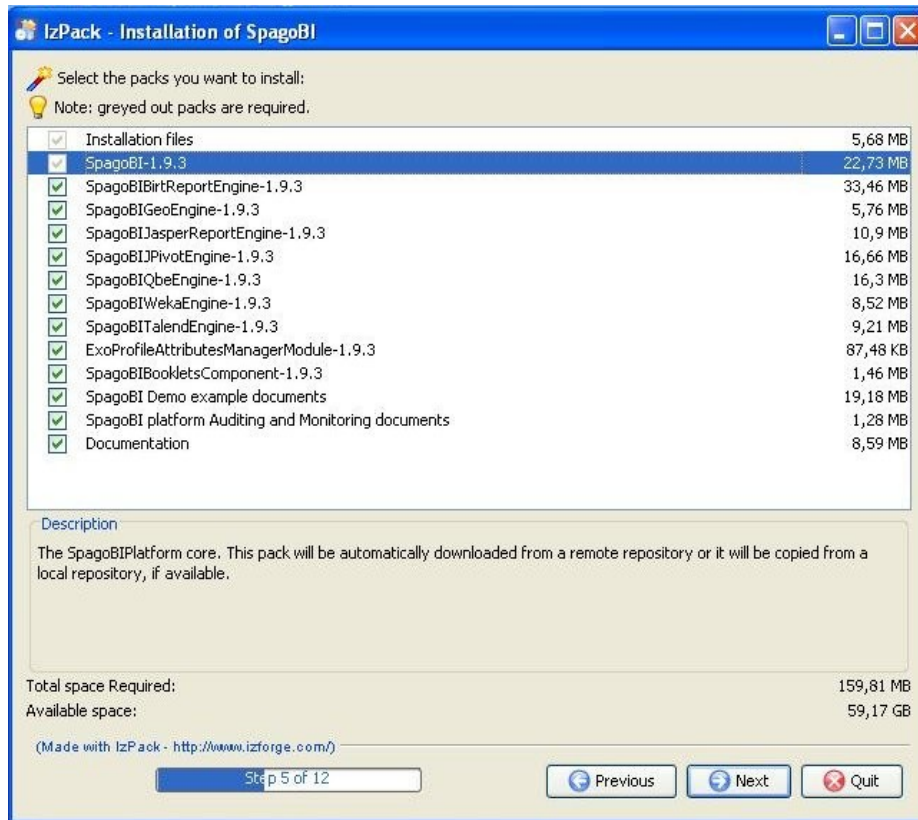 IzPack - Installation of SpagoBI
Select the packs you want to install:
Note: greyed out packs are required.
Installation files 5,68 MB
SpagoBI-1.9.3 22,73 MB
SpagoBIBirtReportEngine-1.9.3 33,46 MB
SpagoBIGeoEngine-1.9.3 5,76 MB
SpagoBIJasperReportEngine-1.9.3 10,9 MB
SpagoBIJPivotEngine-1.9.3 16,66 MB
SpagoBIQbeEngine-1.9.3 16,3 MB
SpagoBIWekaEngine-1.9.3 8,52 MB
SpagoBITalendEngine-1.9.3 9,21 MB
ExoProfileAttributesManagerModule-1.9.3 87,48 KB
SpagoBIBookletsComponent-1.9.3 1,46 MB
SpagoBI Demo example documents 19,18 MB
SpagoBI platform Auditing and Monitoring documents 1,28 MB
Documentation 8,59 MB
Description
The SpagoBIPlatform core. This pack will be automatically downloaded from a remote repository or it will be copied from a
local repository, if available.
Total space Required: 159,81 MB
Available space: 59,17 GB
(Made with IzPack - http://www.izforge.com/)
Step 5 of 12 Previous Next Quit